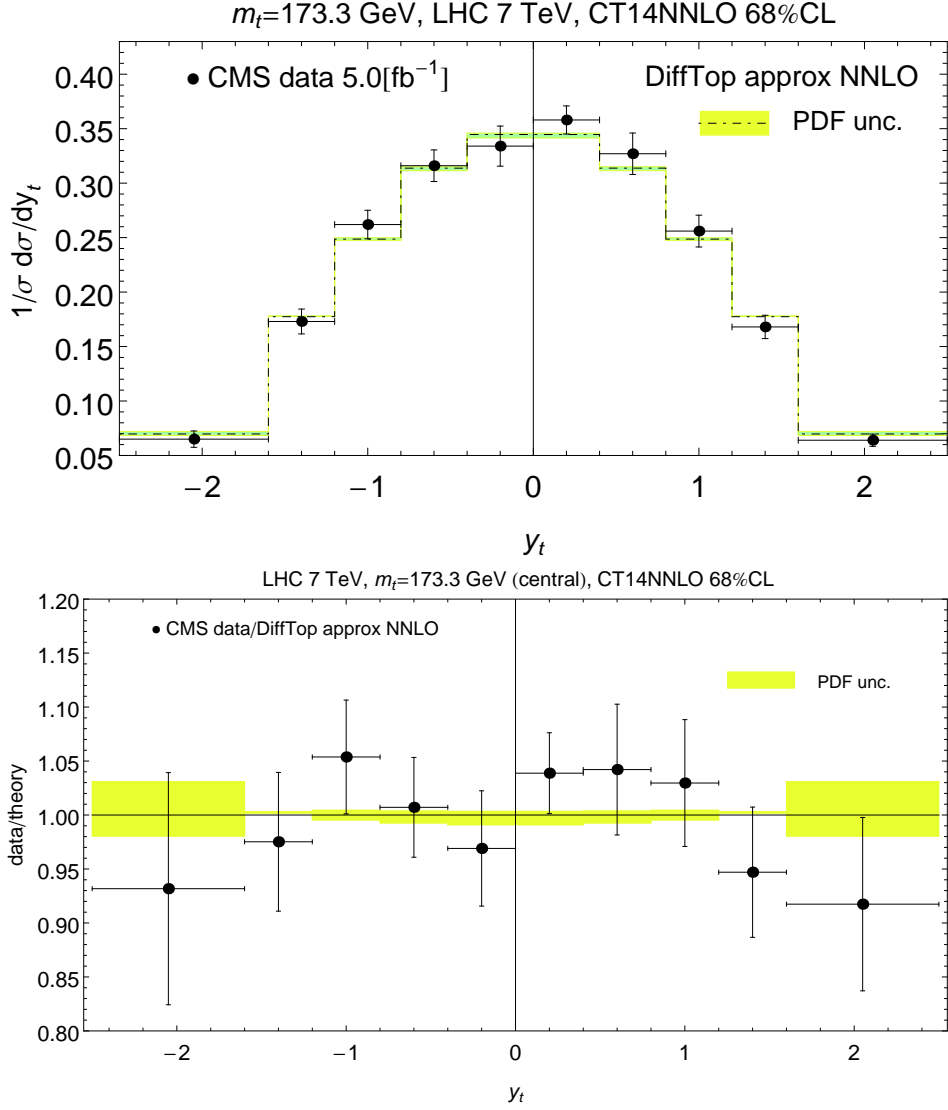 m_t=173.3 GeV, LHC 7 TeV, CT14NNLO 68%CL
CMS data 5.0[fb⁻¹]
DiffTop approx NNLO
PDF unc.
1/σ dσ/dy_t
0.40
0.35
0.30
0.25
0.20
0.15
0.10
0.05
−2 −1 0 1 2
y_t
LHC 7 TeV, m_t=173.3 GeV (central), CT14NNLO 68%CL
CMS data/DiffTop approx NNLO
PDF unc.
data/theory
1.20
1.15
1.10
1.05
1.00
0.95
0.90
0.85
0.80
−2 −1 0 1 2
y_t